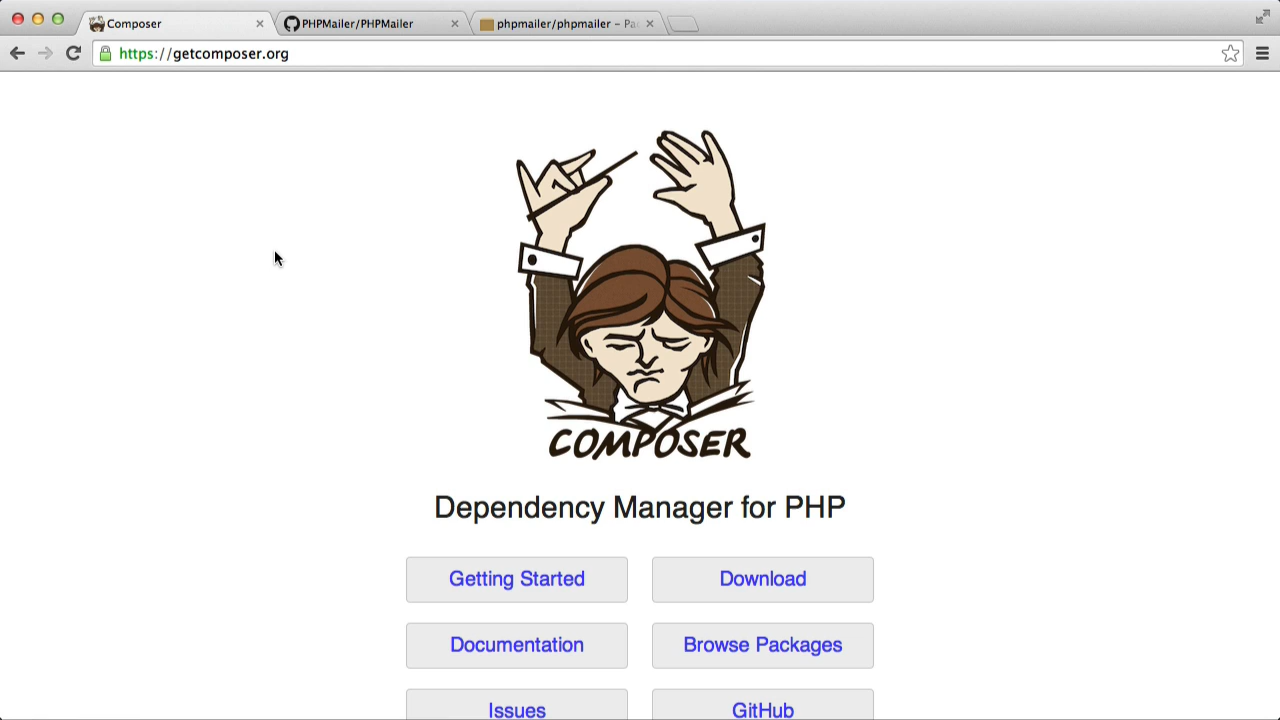 Composer
PHPMailer/PHPMailer
phpmailer/phpmailer – Pa
https://getcomposer.org
COMPOSER
Dependency Manager for PHP
Getting Started
Download
Documentation
Browse Packages
Issues
GitHub